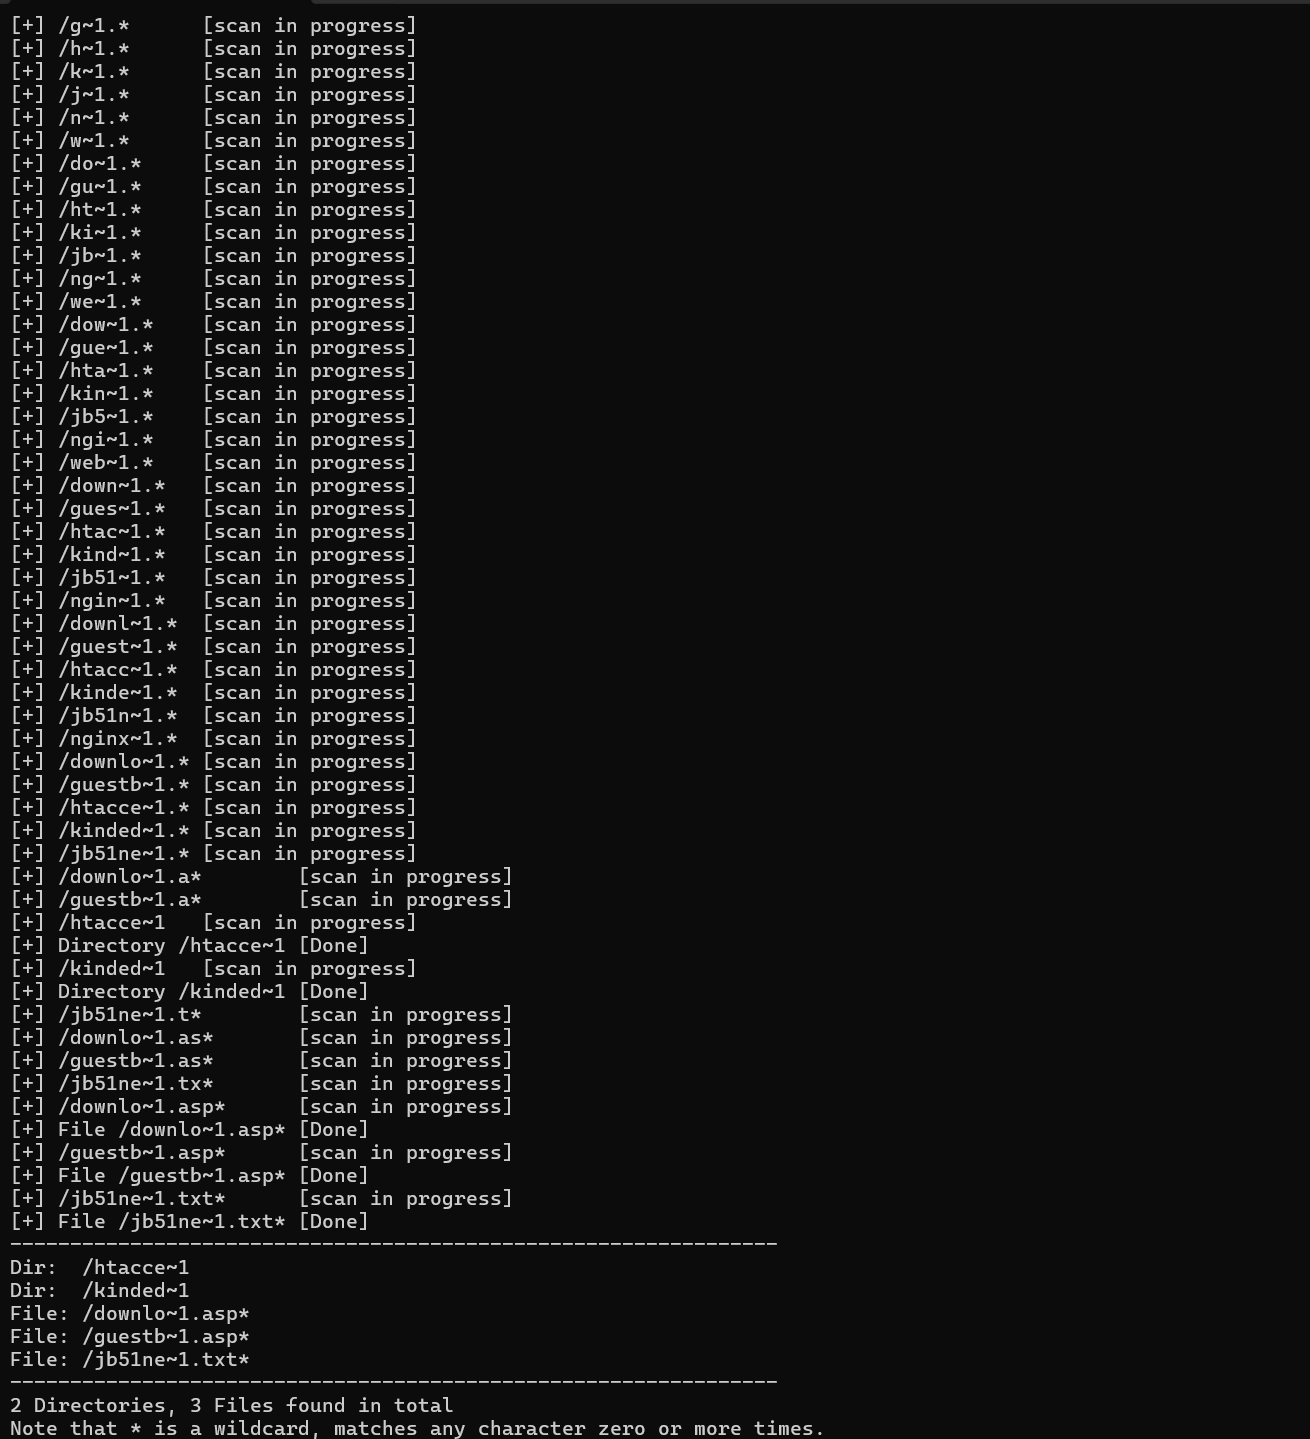 [+] /g~1.*      [scan in progress]
[+] /h~1.*      [scan in progress]
[+] /k~1.*      [scan in progress]
[+] /j~1.*      [scan in progress]
[+] /n~1.*      [scan in progress]
[+] /w~1.*      [scan in progress]
[+] /do~1.*     [scan in progress]
[+] /gu~1.*     [scan in progress]
[+] /ht~1.*     [scan in progress]
[+] /ki~1.*     [scan in progress]
[+] /jb~1.*     [scan in progress]
[+] /ng~1.*     [scan in progress]
[+] /we~1.*     [scan in progress]
[+] /dow~1.*    [scan in progress]
[+] /gue~1.*    [scan in progress]
[+] /hta~1.*    [scan in progress]
[+] /kin~1.*    [scan in progress]
[+] /jb5~1.*    [scan in progress]
[+] /ngi~1.*    [scan in progress]
[+] /web~1.*    [scan in progress]
[+] /down~1.*   [scan in progress]
[+] /gues~1.*   [scan in progress]
[+] /htac~1.*   [scan in progress]
[+] /kind~1.*   [scan in progress]
[+] /jb51~1.*   [scan in progress]
[+] /ngin~1.*   [scan in progress]
[+] /downl~1.*  [scan in progress]
[+] /guest~1.*  [scan in progress]
[+] /htacc~1.*  [scan in progress]
[+] /kinde~1.*  [scan in progress]
[+] /jb51n~1.*  [scan in progress]
[+] /nginx~1.*  [scan in progress]
[+] /downlo~1.* [scan in progress]
[+] /guestb~1.* [scan in progress]
[+] /htacce~1.* [scan in progress]
[+] /kinded~1.* [scan in progress]
[+] /jb51ne~1.* [scan in progress]
[+] /downlo~1.a*        [scan in progress]
[+] /guestb~1.a*        [scan in progress]
[+] /htacce~1   [scan in progress]
[+] Directory /htacce~1 [Done]
[+] /kinded~1   [scan in progress]
[+] Directory /kinded~1 [Done]
[+] /jb51ne~1.t*        [scan in progress]
[+] /downlo~1.as*       [scan in progress]
[+] /guestb~1.as*       [scan in progress]
[+] /jb51ne~1.tx*       [scan in progress]
[+] /downlo~1.asp*      [scan in progress]
[+] File /downlo~1.asp* [Done]
[+] /guestb~1.asp*      [scan in progress]
[+] File /guestb~1.asp* [Done]
[+] /jb51ne~1.txt*      [scan in progress]
[+] File /jb51ne~1.txt* [Done]
----------------------------------------------------------------
Dir:  /htacce~1
Dir:  /kinded~1
File: /downlo~1.asp*
File: /guestb~1.asp*
File: /jb51ne~1.txt*
----------------------------------------------------------------
2 Directories, 3 Files found in total
Note that * is a wildcard, matches any character zero or more times.